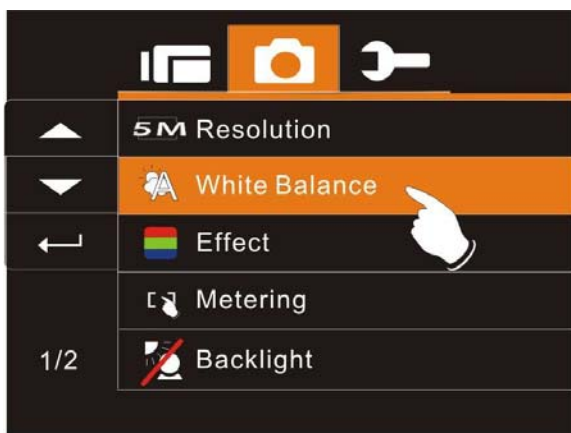 5M Resolution
A White Balance
Effect
Metering
1/2 Backlight